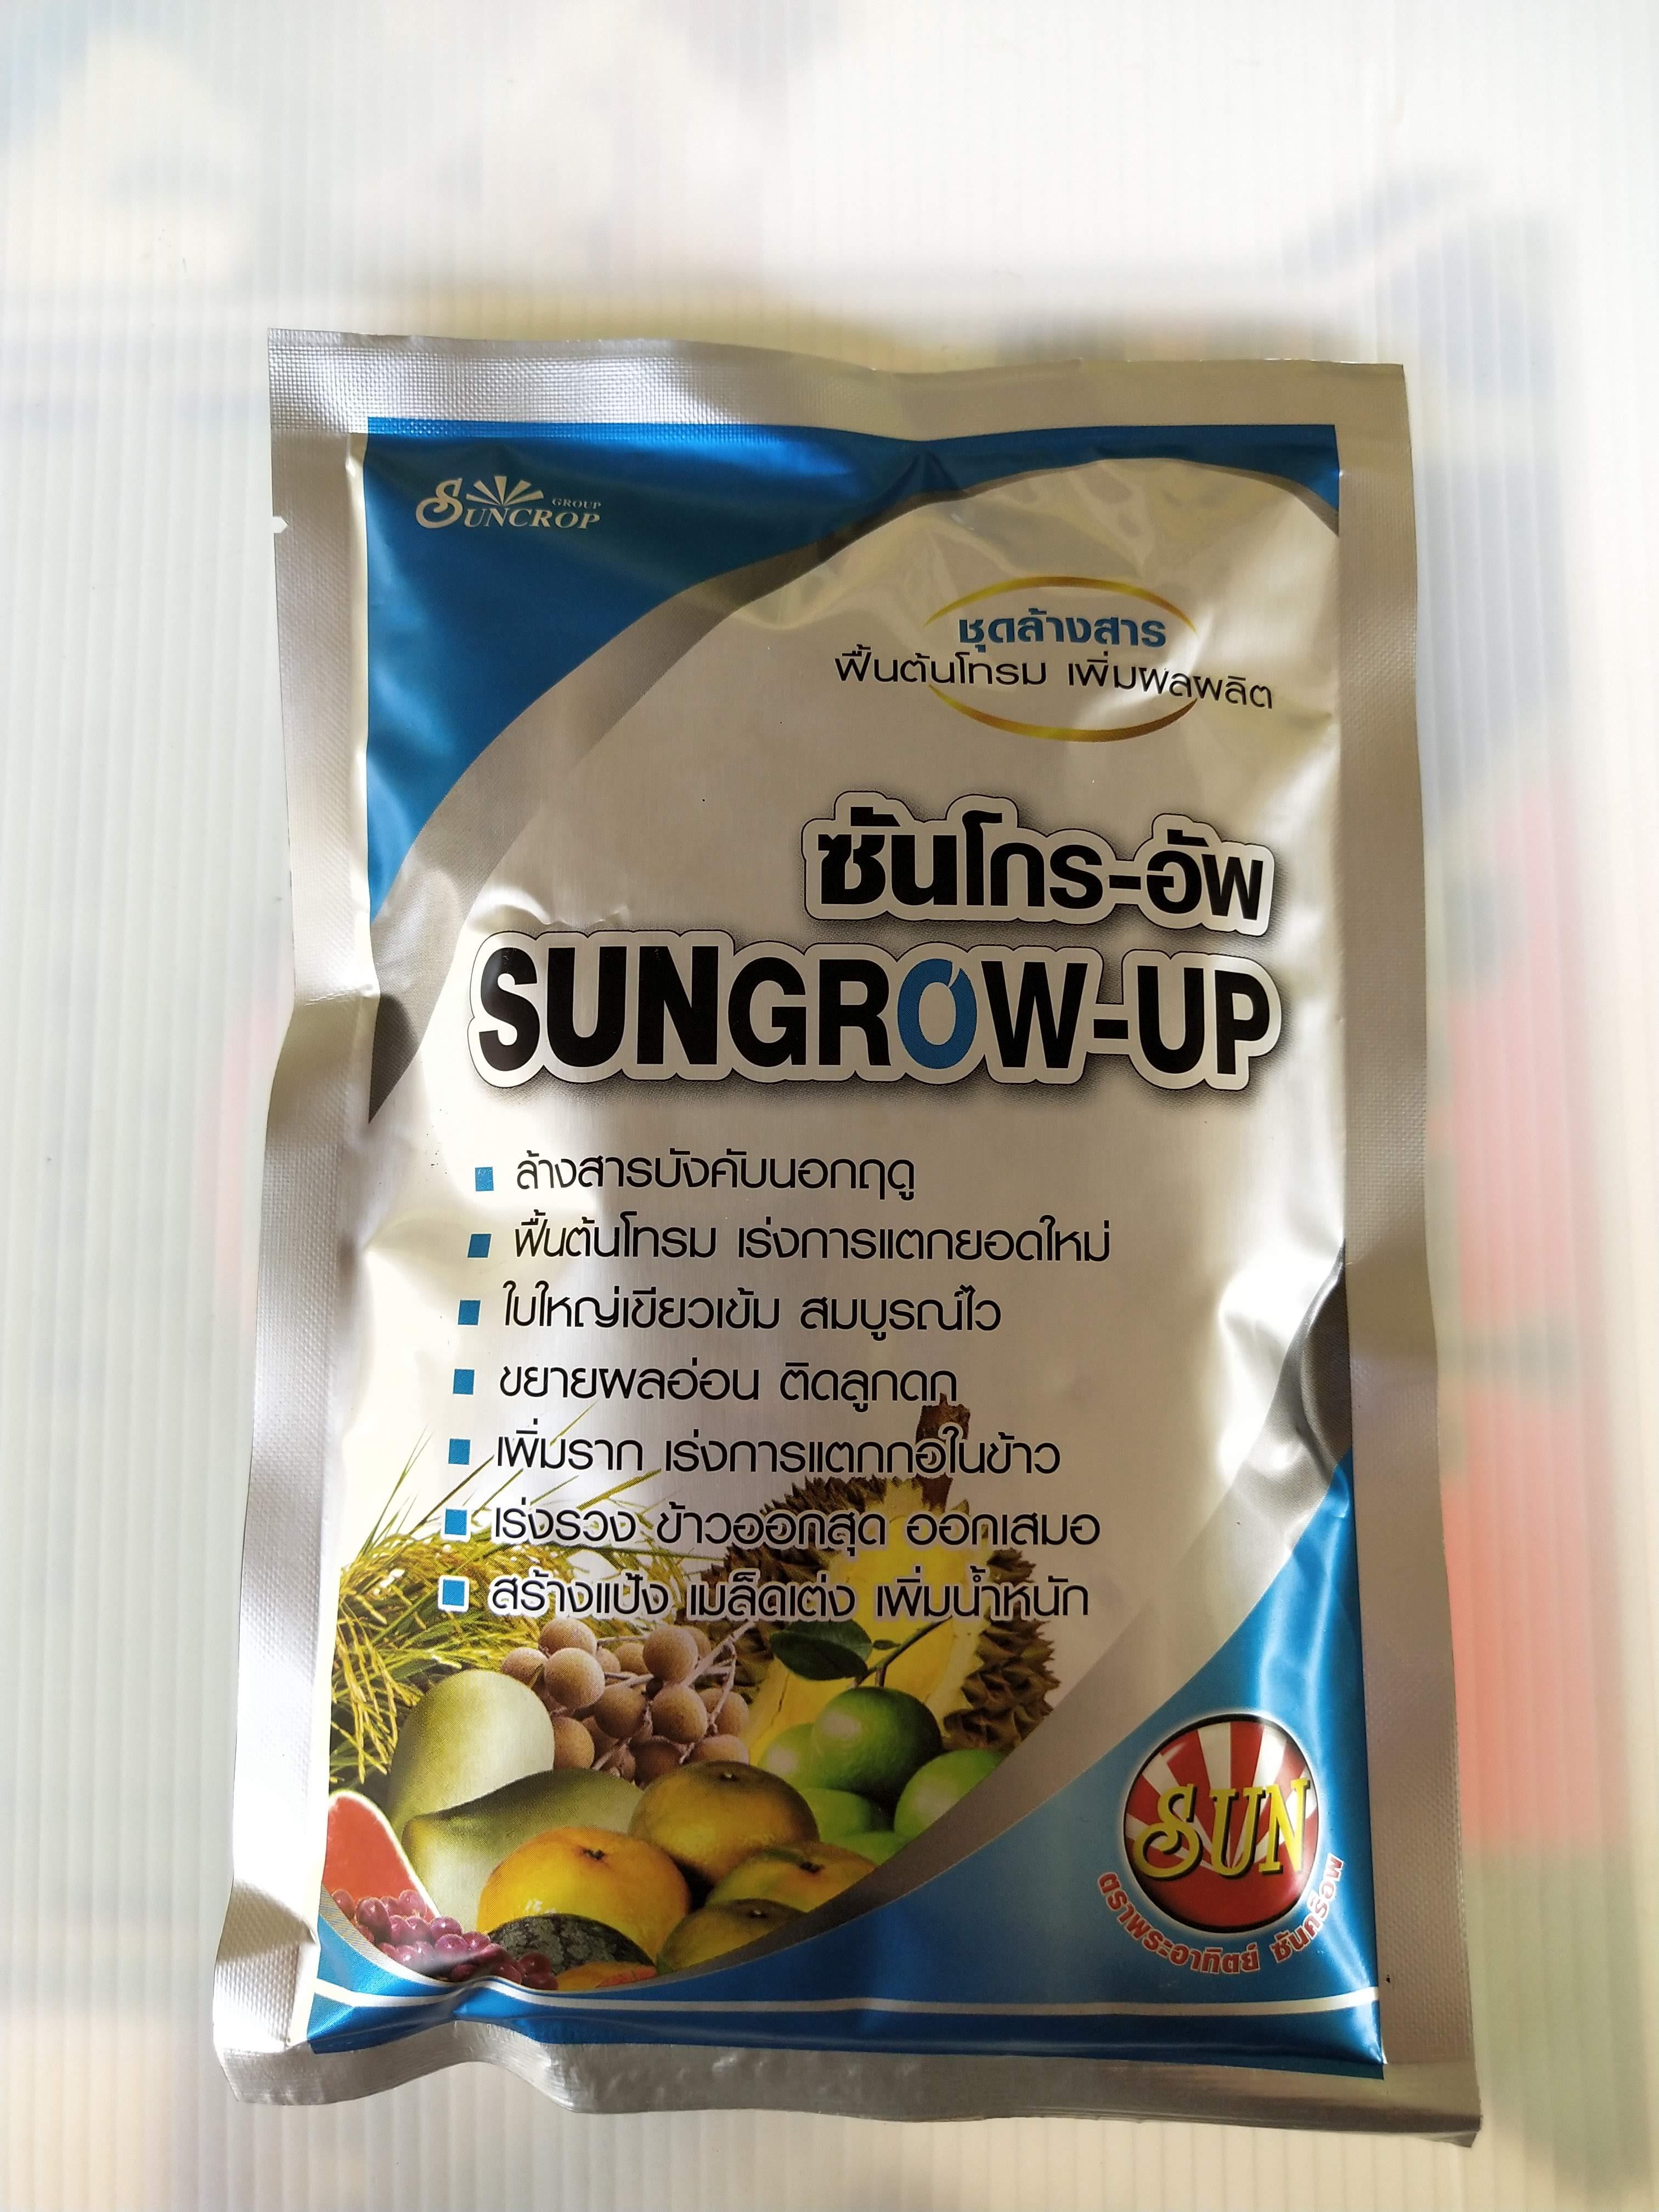 SUNCROP GROUP
ชุดล้างสาร
ฟื้นต้นโทรม เพิ่มผลผลิต
ซันโกร-อัพ
SUNGROW-UP
ล้างสารบังคับนอกฤดู
ฟื้นต้นโทรม เร่งการแตกยอดใหม่
ใบใหญ่เขียวเข้ม สมบูรณ์ไว
ขยายผลอ่อน ติดลูกดก
เพิ่มราก เร่งการแตกกอในข้าว
เร่งรวง ข้าวออกสุด ออกเสมอ
สร้างแป้ง เมล็ดเต่ง เพิ่มน้ำหนัก
SUN
ตราพระอาทิตย์ ซันครอพ